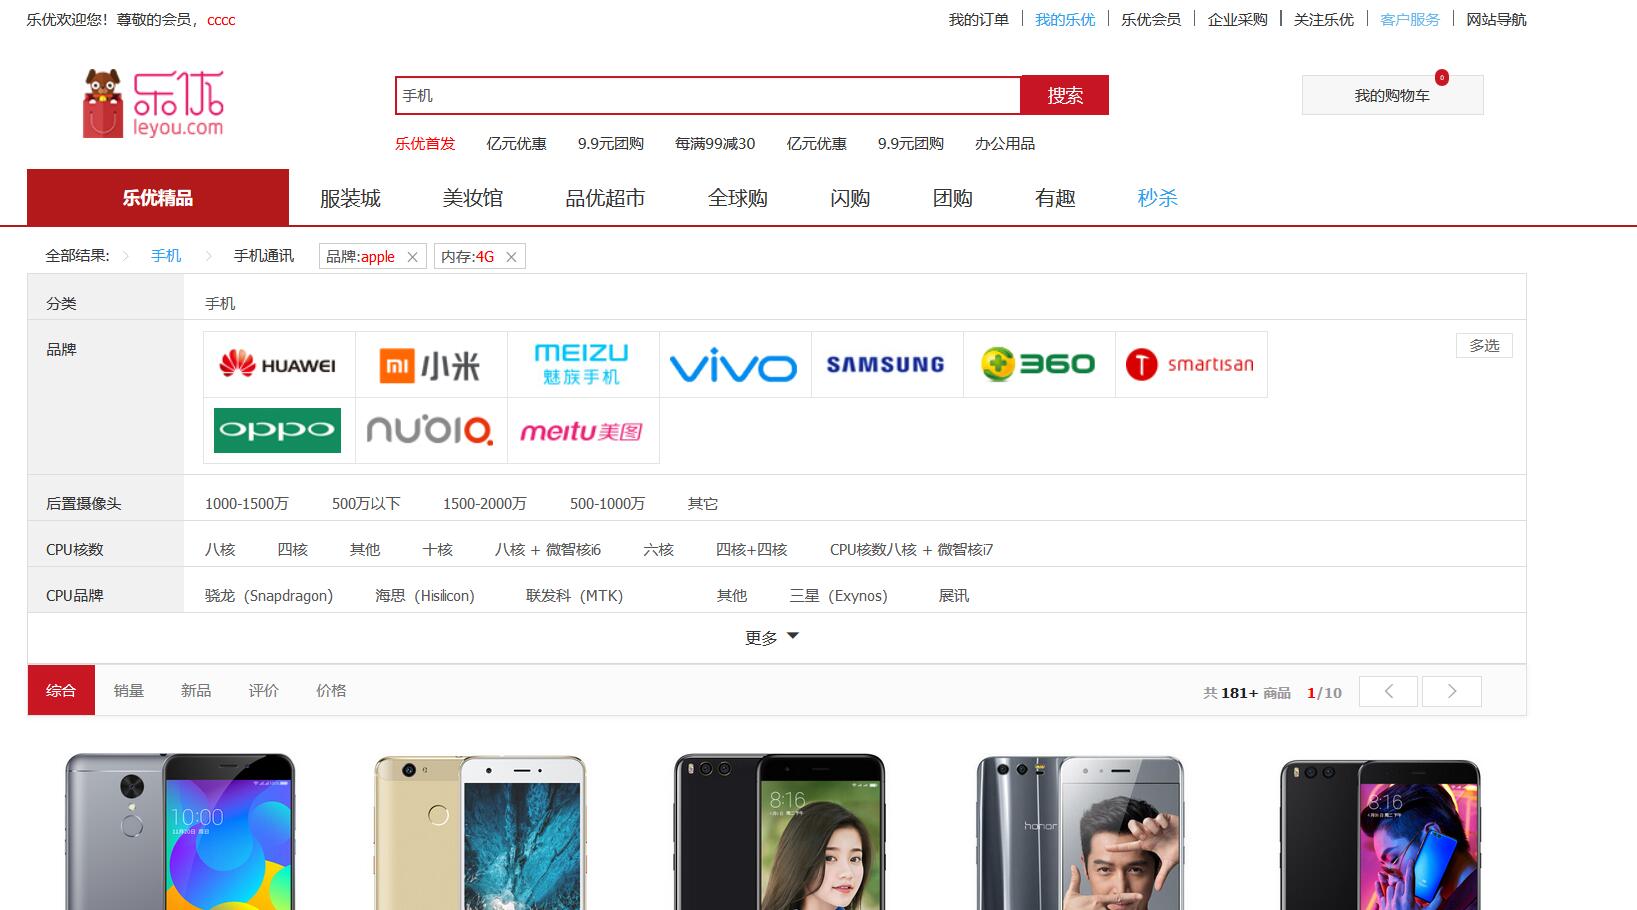 乐优欢迎您！尊敬的会员，cccc
我的订单 我的乐优 乐优会员 企业采购 关注乐优 客户服务 网站导航
乐优
leyou.com
手机 搜索
0
我的购物车
乐优首发 亿元优惠 9.9元团购 每满99减30 亿元优惠 9.9元团购 办公用品
乐优精品 服装城 美妆馆 品优超市 全球购 闪购 团购 有趣 秒杀
全部结果: 手机 手机通讯 品牌:apple 内存:4G
分类 手机
品牌 多选
HUAWEI mi 小米 MEIZU 魅族手机 vivo SAMSUNG 360 T smartisan
oppo nubia meitu美图
后置摄像头 1000-1500万 500万以下 1500-2000万 500-1000万 其它
CPU核数 八核 四核 其他 十核 八核 + 微智核i6 六核 四核+四核 CPU核数八核 + 微智核i7
CPU品牌 骁龙（Snapdragon) 海思（Hisilicon) 联发科（MTK) 其他 三星（Exynos) 展讯
更多
综合 销量 新品 评价 价格 共 181+ 商品 1/10
10:00
11月20日 周日
8:16
honor
8:16